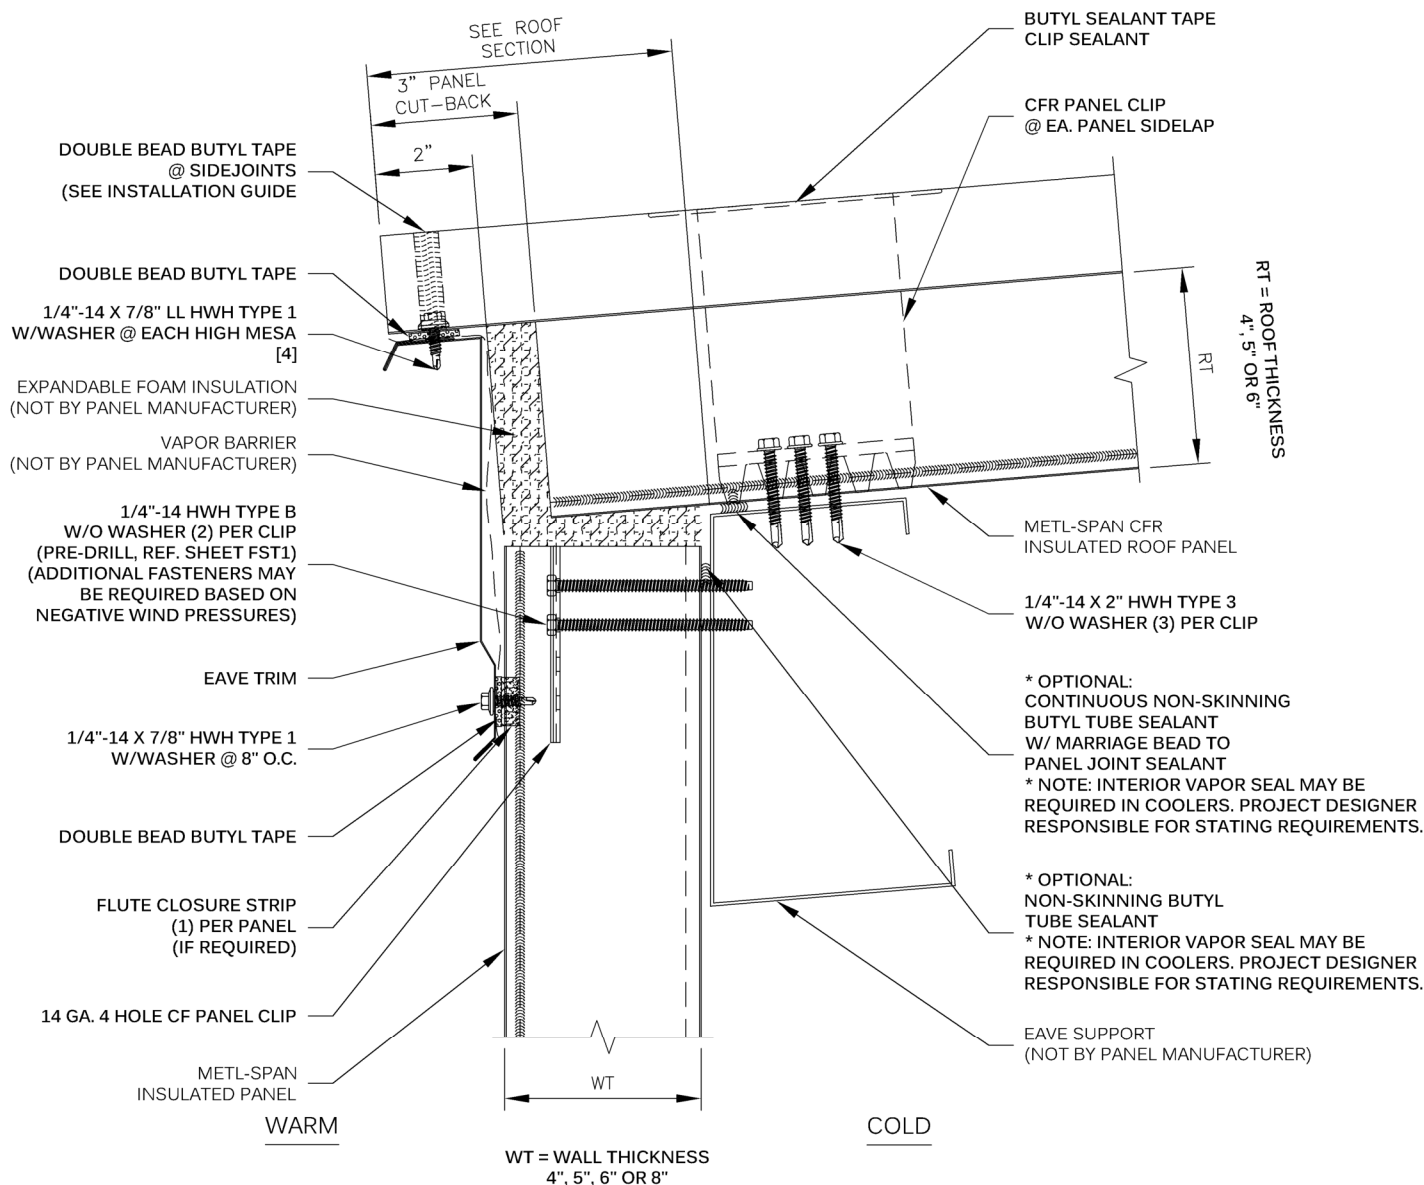 SEE ROOF
SECTION
3" PANEL
CUT-BACK
2"
DOUBLE BEAD BUTYL TAPE
@ SIDEJOINTS
(SEE INSTALLATION GUIDE
DOUBLE BEAD BUTYL TAPE
1/4"-14 X 7/8" LL HWH TYPE 1
W/WASHER @ EACH HIGH MESA
[4]
EXPANDABLE FOAM INSULATION
(NOT BY PANEL MANUFACTURER)
VAPOR BARRIER
(NOT BY PANEL MANUFACTURER)
1/4"-14 HWH TYPE B
W/O WASHER (2) PER CLIP
(PRE-DRILL, REF. SHEET FST1)
(ADDITIONAL FASTENERS MAY
BE REQUIRED BASED ON
NEGATIVE WIND PRESSURES)
EAVE TRIM
1/4"-14 X 7/8" HWH TYPE 1
W/WASHER @ 8" O.C.
DOUBLE BEAD BUTYL TAPE
FLUTE CLOSURE STRIP
(1) PER PANEL
(IF REQUIRED)
14 GA. 4 HOLE CF PANEL CLIP
METL-SPAN
INSULATED PANEL
WARM
BUTYL SEALANT TAPE
CLIP SEALANT
CFR PANEL CLIP
@ EA. PANEL SIDELAP
RT
RT = ROOF THICKNESS
4", 5" OR 6"
METL-SPAN CFR
INSULATED ROOF PANEL
1/4"-14 X 2" HWH TYPE 3
W/O WASHER (3) PER CLIP
* OPTIONAL:
CONTINUOUS NON-SKINNING
BUTYL TUBE SEALANT
W/ MARRIAGE BEAD TO
PANEL JOINT SEALANT
* NOTE: INTERIOR VAPOR SEAL MAY BE
REQUIRED IN COOLERS. PROJECT DESIGNER
RESPONSIBLE FOR STATING REQUIREMENTS.
* OPTIONAL:
NON-SKINNING BUTYL
TUBE SEALANT
* NOTE: INTERIOR VAPOR SEAL MAY BE
REQUIRED IN COOLERS. PROJECT DESIGNER
RESPONSIBLE FOR STATING REQUIREMENTS.
EAVE SUPPORT
(NOT BY PANEL MANUFACTURER)
WT
COLD
WT = WALL THICKNESS
4", 5", 6" OR 8"